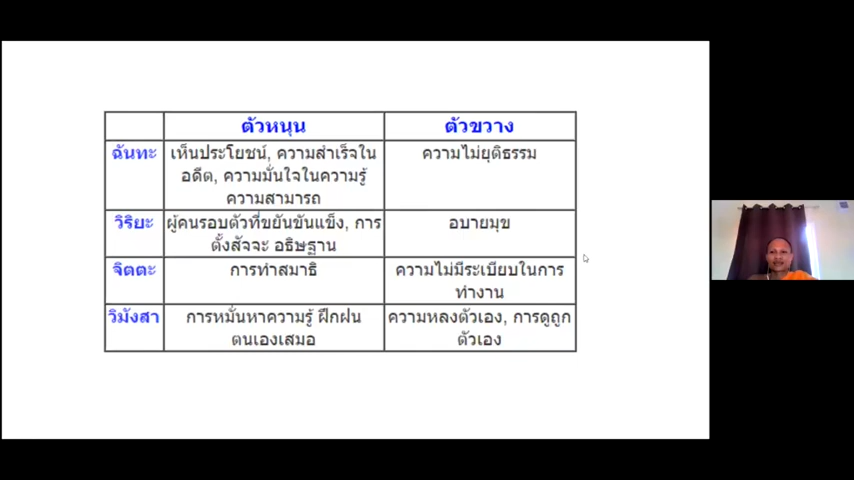 ตัวหนุน ตัวขวาง
ฉันทะ เห็นประโยชน์, ความสำเร็จใน ความไม่ยุติธรรม
อดีต, ความมั่นใจในความรู้
ความสามารถ
วิริยะ ผู้คนรอบตัวที่ขยันขันแข็ง, การ อบายมุข
ตั้งสัจจะ อธิษฐาน
จิตตะ การทำสมาธิ ความไม่มีระเบียบในการ
ทำงาน
วิมังสา การหมั่นหาความรู้ ฝึกฝน ความหลงตัวเอง, การดูถูก
ตนเองเสมอ ตัวเอง